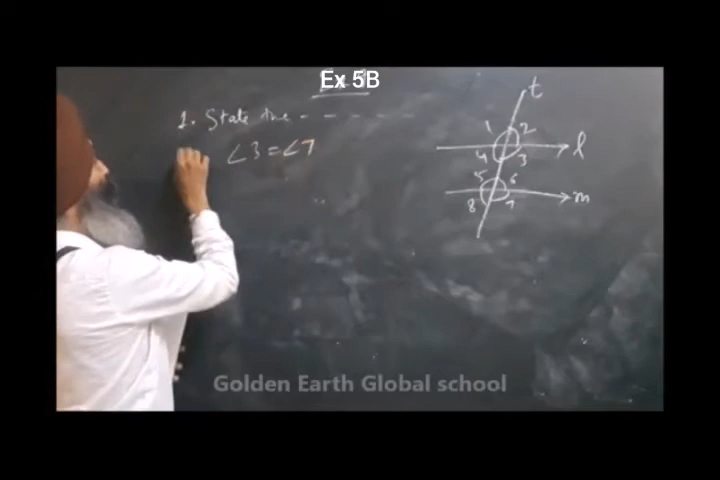 Ex 5B
1. State the - - - - - -
∠3 = ∠7
t
1 2
4 3
l
5 6
8 7
m
Golden Earth Global school